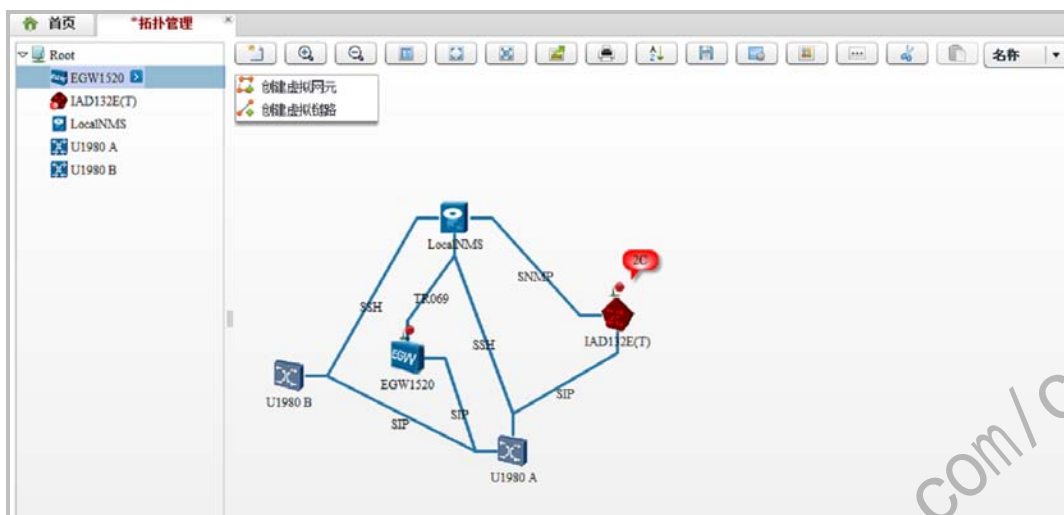 首页 *拓扑管理
Root
名称
EGW1520
IAD132E(T)
LocalNMS
U1980 A
U1980 B
创建虚拟网元
创建虚拟链路
LocalNMS
2C
SNMP
TR069
SSH
SSH
IAD132E(T)
EGW
EGW1520
U1980 B
SIP
SIP
SIP
U1980 A
com/